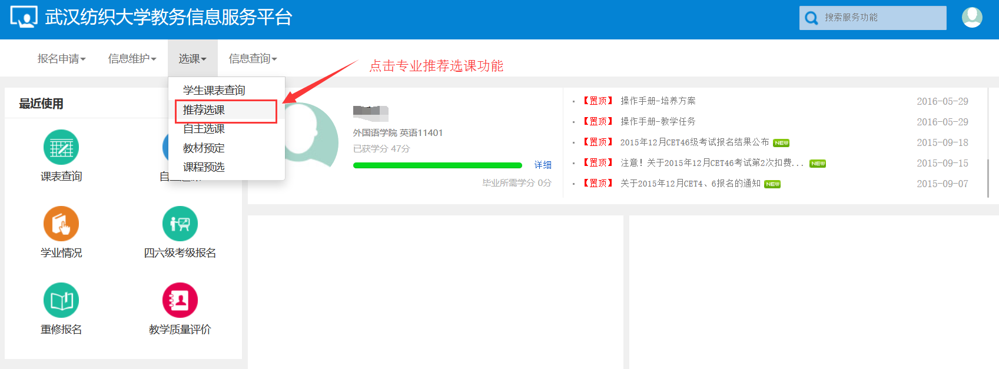 武汉纺织大学教务信息服务平台
搜索服务功能
报名申请
信息维护
选课
信息查询
点击专业推荐选课功能
学生课表查询
推荐选课
自主选课
教材预定
课程预选
最近使用
课表查询
学业情况
四六级考级报名
重修报名
教学质量评价
外国语学院 英语11401
已获学分 47分
详细
毕业所需学分 0分
【置顶】 操作手册-培养方案 2016-05-29
【置顶】 操作手册-教学任务 2016-05-29
【置顶】 2015年12月CET46级考试报名结果公布 NEW 2015-09-18
【置顶】 注意！关于2015年12月CET46考试第2次扣费... NEW 2015-09-15
【置顶】 关于2015年12月CET4、6报名的通知 NEW 2015-09-07